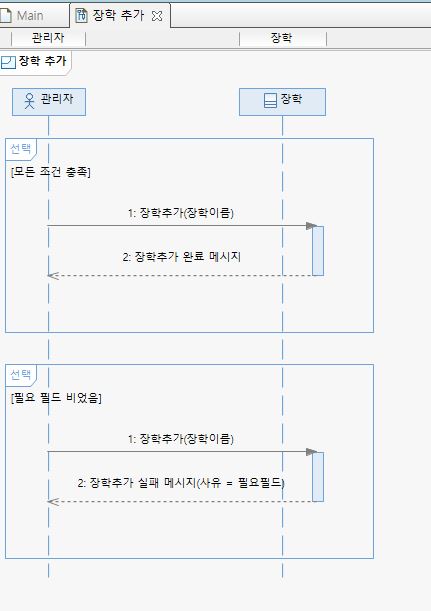 Main
장학 추가
관리자
장학
장학 추가
관리자
장학
선택
[모든 조건 충족]
1: 장학추가(장학이름)
2: 장학추가 완료 메시지
선택
[필요 필드 비었음]
1: 장학추가(장학이름)
2: 장학추가 실패 메시지(사유 = 필요필드)